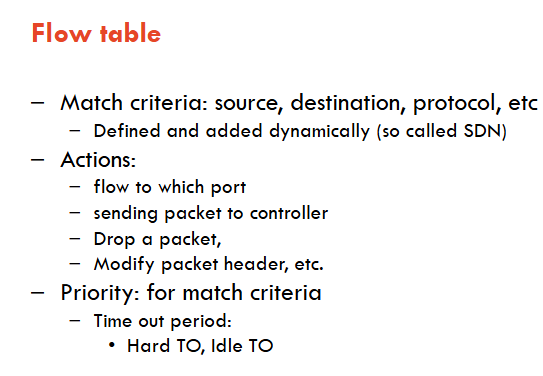 Flow table
– Match criteria: source, destination, protocol, etc
– Defined and added dynamically (so called SDN)
– Actions:
– flow to which port
– sending packet to controller
– Drop a packet,
– Modify packet header, etc.
– Priority: for match criteria
– Time out period:
• Hard TO, Idle TO